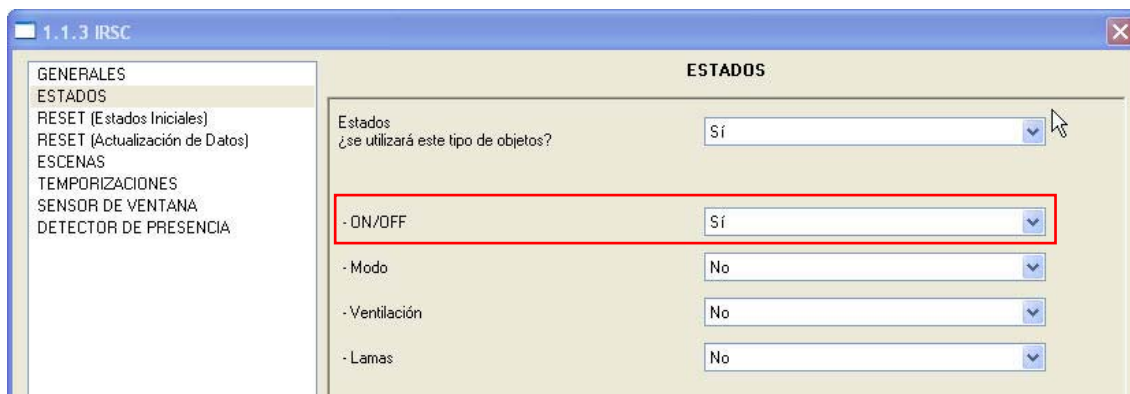 1.1.3 IRSC
GENERALES
ESTADOS
RESET (Estados Iniciales)
RESET (Actualización de Datos)
ESCENAS
TEMPORIZACIONES
SENSOR DE VENTANA
DETECTOR DE PRESENCIA
ESTADOS
Estados
¿se utilizará este tipo de objetos?
Sí
- ON/OFF
Sí
- Modo
No
- Ventilación
No
- Lamas
No